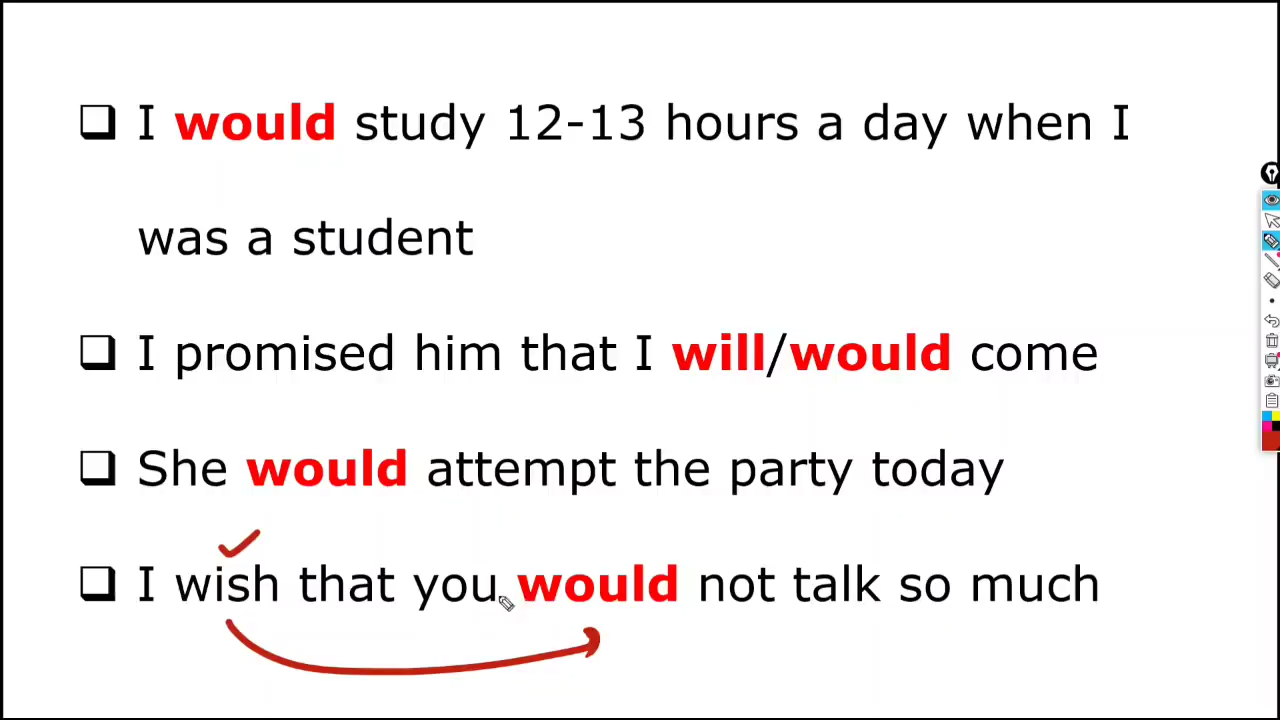 ❑ I would study 12-13 hours a day when I
was a student
❑ I promised him that I will/would come
❑ She would attempt the party today
❑ I wish that you would not talk so much